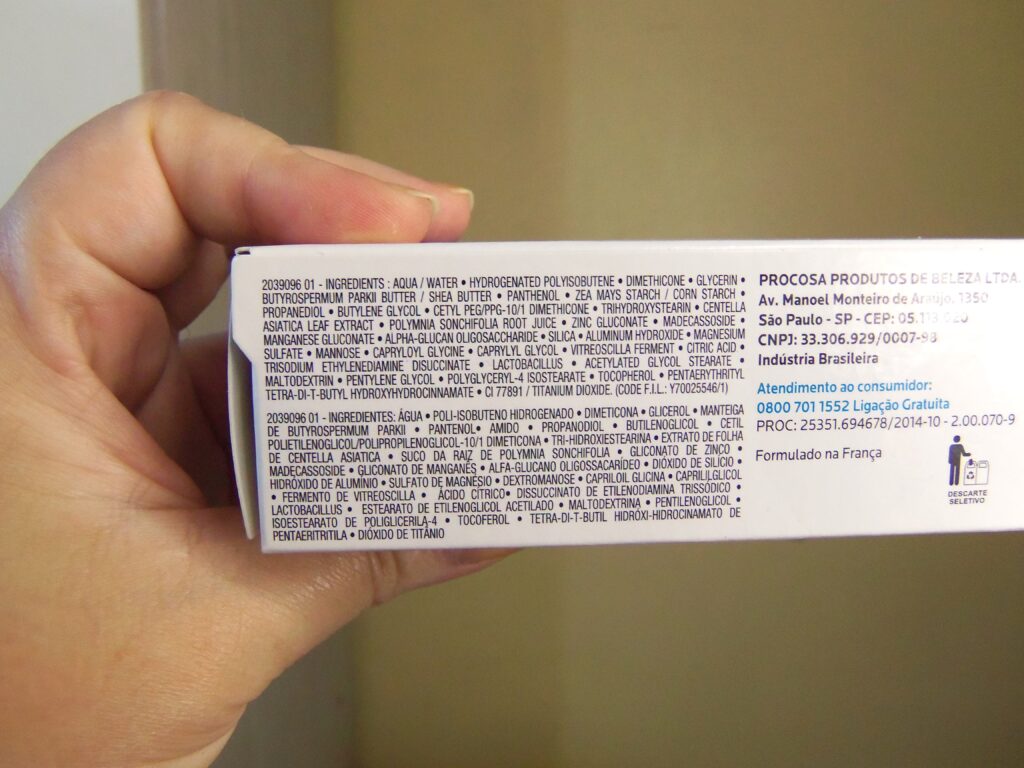 2039096 01 - INGREDIENTS : AQUA / WATER • HYDROGENATED POLYISOBUTENE • DIMETHICONE • GLYCERIN •
BUTYROSPERMUM PARKII BUTTER / SHEA BUTTER • PANTHENOL • ZEA MAYS STARCH / CORN STARCH •
PROPANEDIOL • BUTYLENE GLYCOL • CETYL PEG/PPG-10/1 DIMETHICONE • TRIHYDROXYSTEARIN • CENTELLA
ASIATICA LEAF EXTRACT • POLYMNIA SONCHIFOLIA ROOT JUICE • ZINC GLUCONATE • MADECASSOSIDE •
MANGANESE GLUCONATE • ALPHA-GLUCAN OLIGOSACCHARIDE • SILICA • ALUMINUM HYDROXIDE • MAGNESIUM
SULFATE • MANNOSE • CAPRYLOYL GLYCINE • CAPRYLYL GLYCOL • VITREOSCILLA FERMENT • CITRIC ACID •
TRISODIUM ETHYLENEDIAMINE DISUCCINATE • LACTOBACILLUS • ACETYLATED GLYCOL STEARATE •
MALTODEXTRIN • PENTYLENE GLYCOL • POLYGLYCERYL-4 ISOSTEARATE • TOCOPHEROL • PENTAERYTHRITYL
TETRA-DI-T-BUTYL HYDROXYHYDROCINNAMATE • CI 77891 / TITANIUM DIOXIDE. (CODE F.I.L.: Y70025546/1)
2039096 01 - INGREDIENTES: ÁGUA • POLI-ISOBUTENO HIDROGENADO • DIMETICONA • GLICEROL • MANTEIGA
DE BUTYROSPERMUM PARKII • PANTENOL • AMIDO • PROPANODIOL • BUTILENOGLICOL • CETIL
POLIETILENOGLICOL/POLIPROPILENOGLICOL-10/1 DIMETICONA • TRI-HIDROXIESTEARINA • EXTRATO DE FOLHA
DE CENTELLA ASIATICA • SUCO DA RAIZ DE POLYMNIA SONCHIFOLIA • GLICONATO DE ZINCO •
MADECASSOSIDE • GLICONATO DE MANGANÊS • ALFA-GLUCANO OLIGOSSACARÍDEO • DIÓXIDO DE SILÍCIO •
HIDRÓXIDO DE ALUMÍNIO • SULFATO DE MAGNÉSIO • DEXTROMANOSE • CAPRILOIL GLICINA • CAPRILILGLICOL
• FERMENTO DE VITREOSCILLA • ÁCIDO CÍTRICO • DISSUCCINATO DE ETILENODIAMINA TRISSÓDICO •
LACTOBACILLUS • ESTEARATO DE ETILENOGLICOL ACETILADO • MALTODEXTRINA • PENTILENOGLICOL •
ISOESTEARATO DE POLIGLICERILA-4 • TOCOFEROL • TETRA-DI-T-BUTIL HIDRÓXI-HIDROCINAMATO DE
PENTAERITRITILA • DIÓXIDO DE TITÂNIO
PROCOSA PRODUTOS DE BELEZA LTDA.
Av. Manoel Monteiro de Araújo, 1350
São Paulo - SP - CEP: 05.113 020
CNPJ: 33.306.929/0007-93
Indústria Brasileira
Atendimento ao consumidor:
0800 701 1552 Ligação Gratuita
PROC: 25351.694678/2014-10 - 2.00.070-9
Formulado na França
DESCARTE
SELETIVO